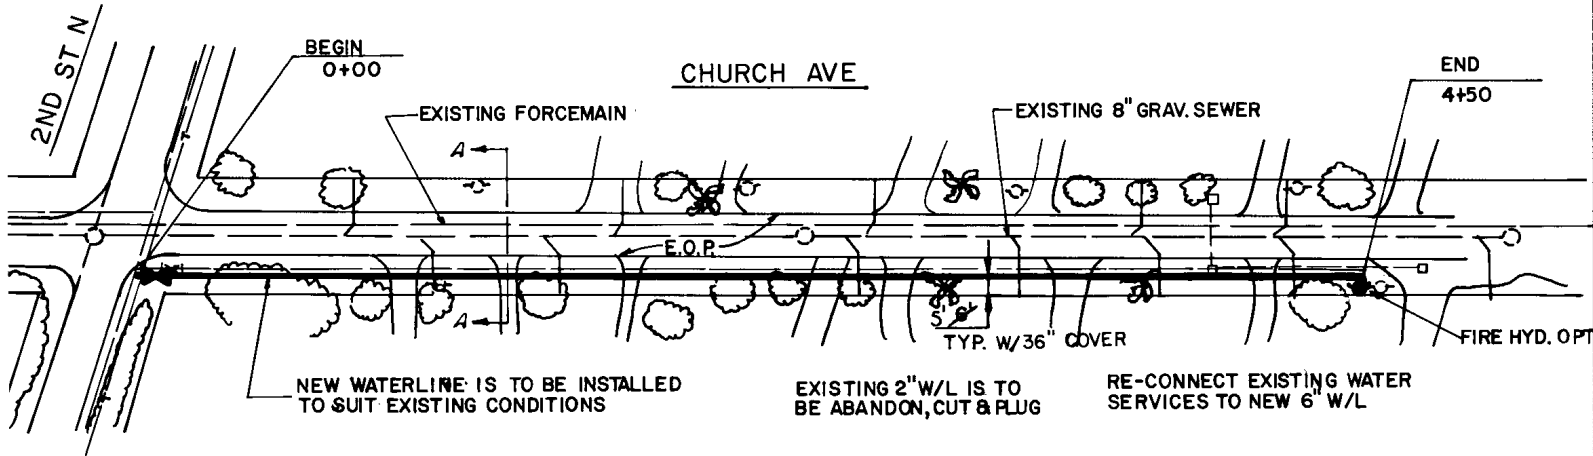 2ND ST N
BEGIN
0+00
CHURCH AVE
END
4+50
EXISTING FORCEMAIN
EXISTING 8" GRAV. SEWER
A
E.O.P.
A
5'
TYP. W/36" COVER
FIRE HYD. OPT
NEW WATERLINE IS TO BE INSTALLED
TO SUIT EXISTING CONDITIONS
EXISTING 2" W/L IS TO
BE ABANDON, CUT & PLUG
RE-CONNECT EXISTING WATER
SERVICES TO NEW 6" W/L